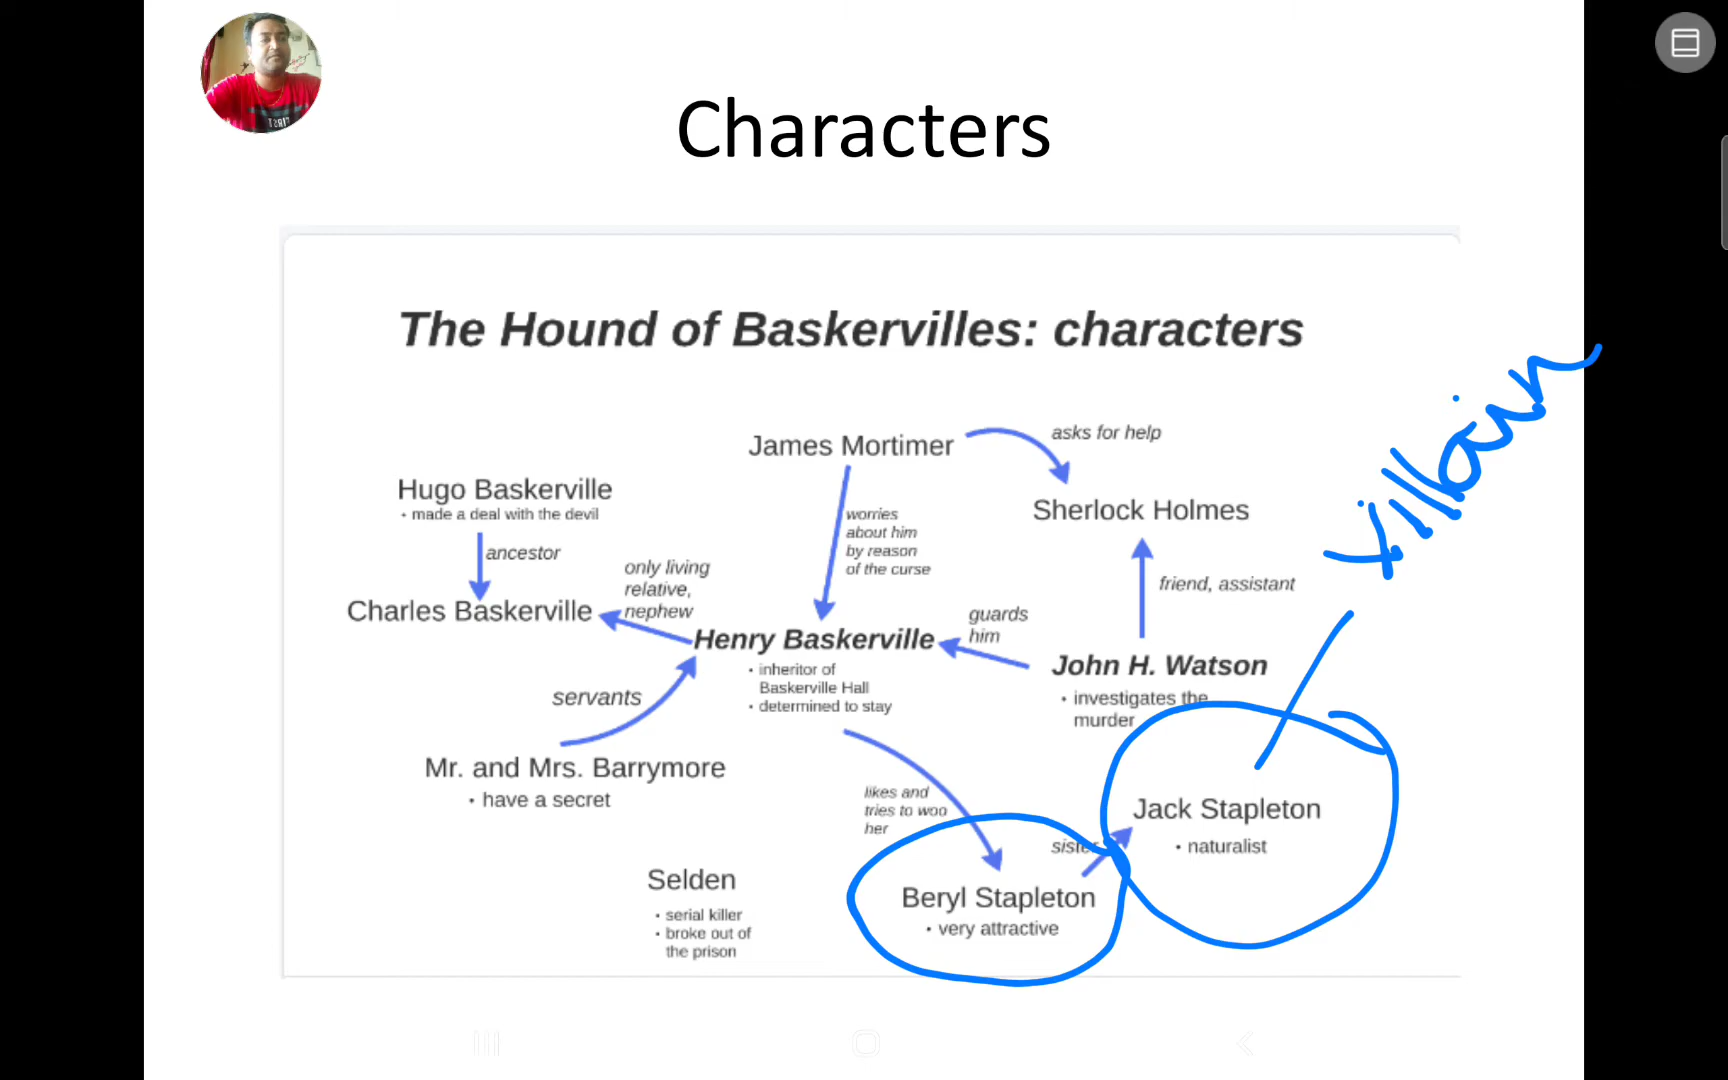 Characters
The Hound of Baskervilles: characters
James Mortimer
asks for help
Hugo Baskerville
• made a deal with the devil
Sherlock Holmes
worries
about him
by reason
of the curse
ancestor
only living
relative,
nephew
friend, assistant
Charles Baskerville
guards
him
Henry Baskerville
• inheritor of
Baskerville Hall
• determined to stay
John H. Watson
• investigates the
murder
servants
Mr. and Mrs. Barrymore
• have a secret
likes and
tries to woo
her
Jack Stapleton
• naturalist
sister
Selden
• serial killer
• broke out of
the prison
Beryl Stapleton
• very attractive
Villain